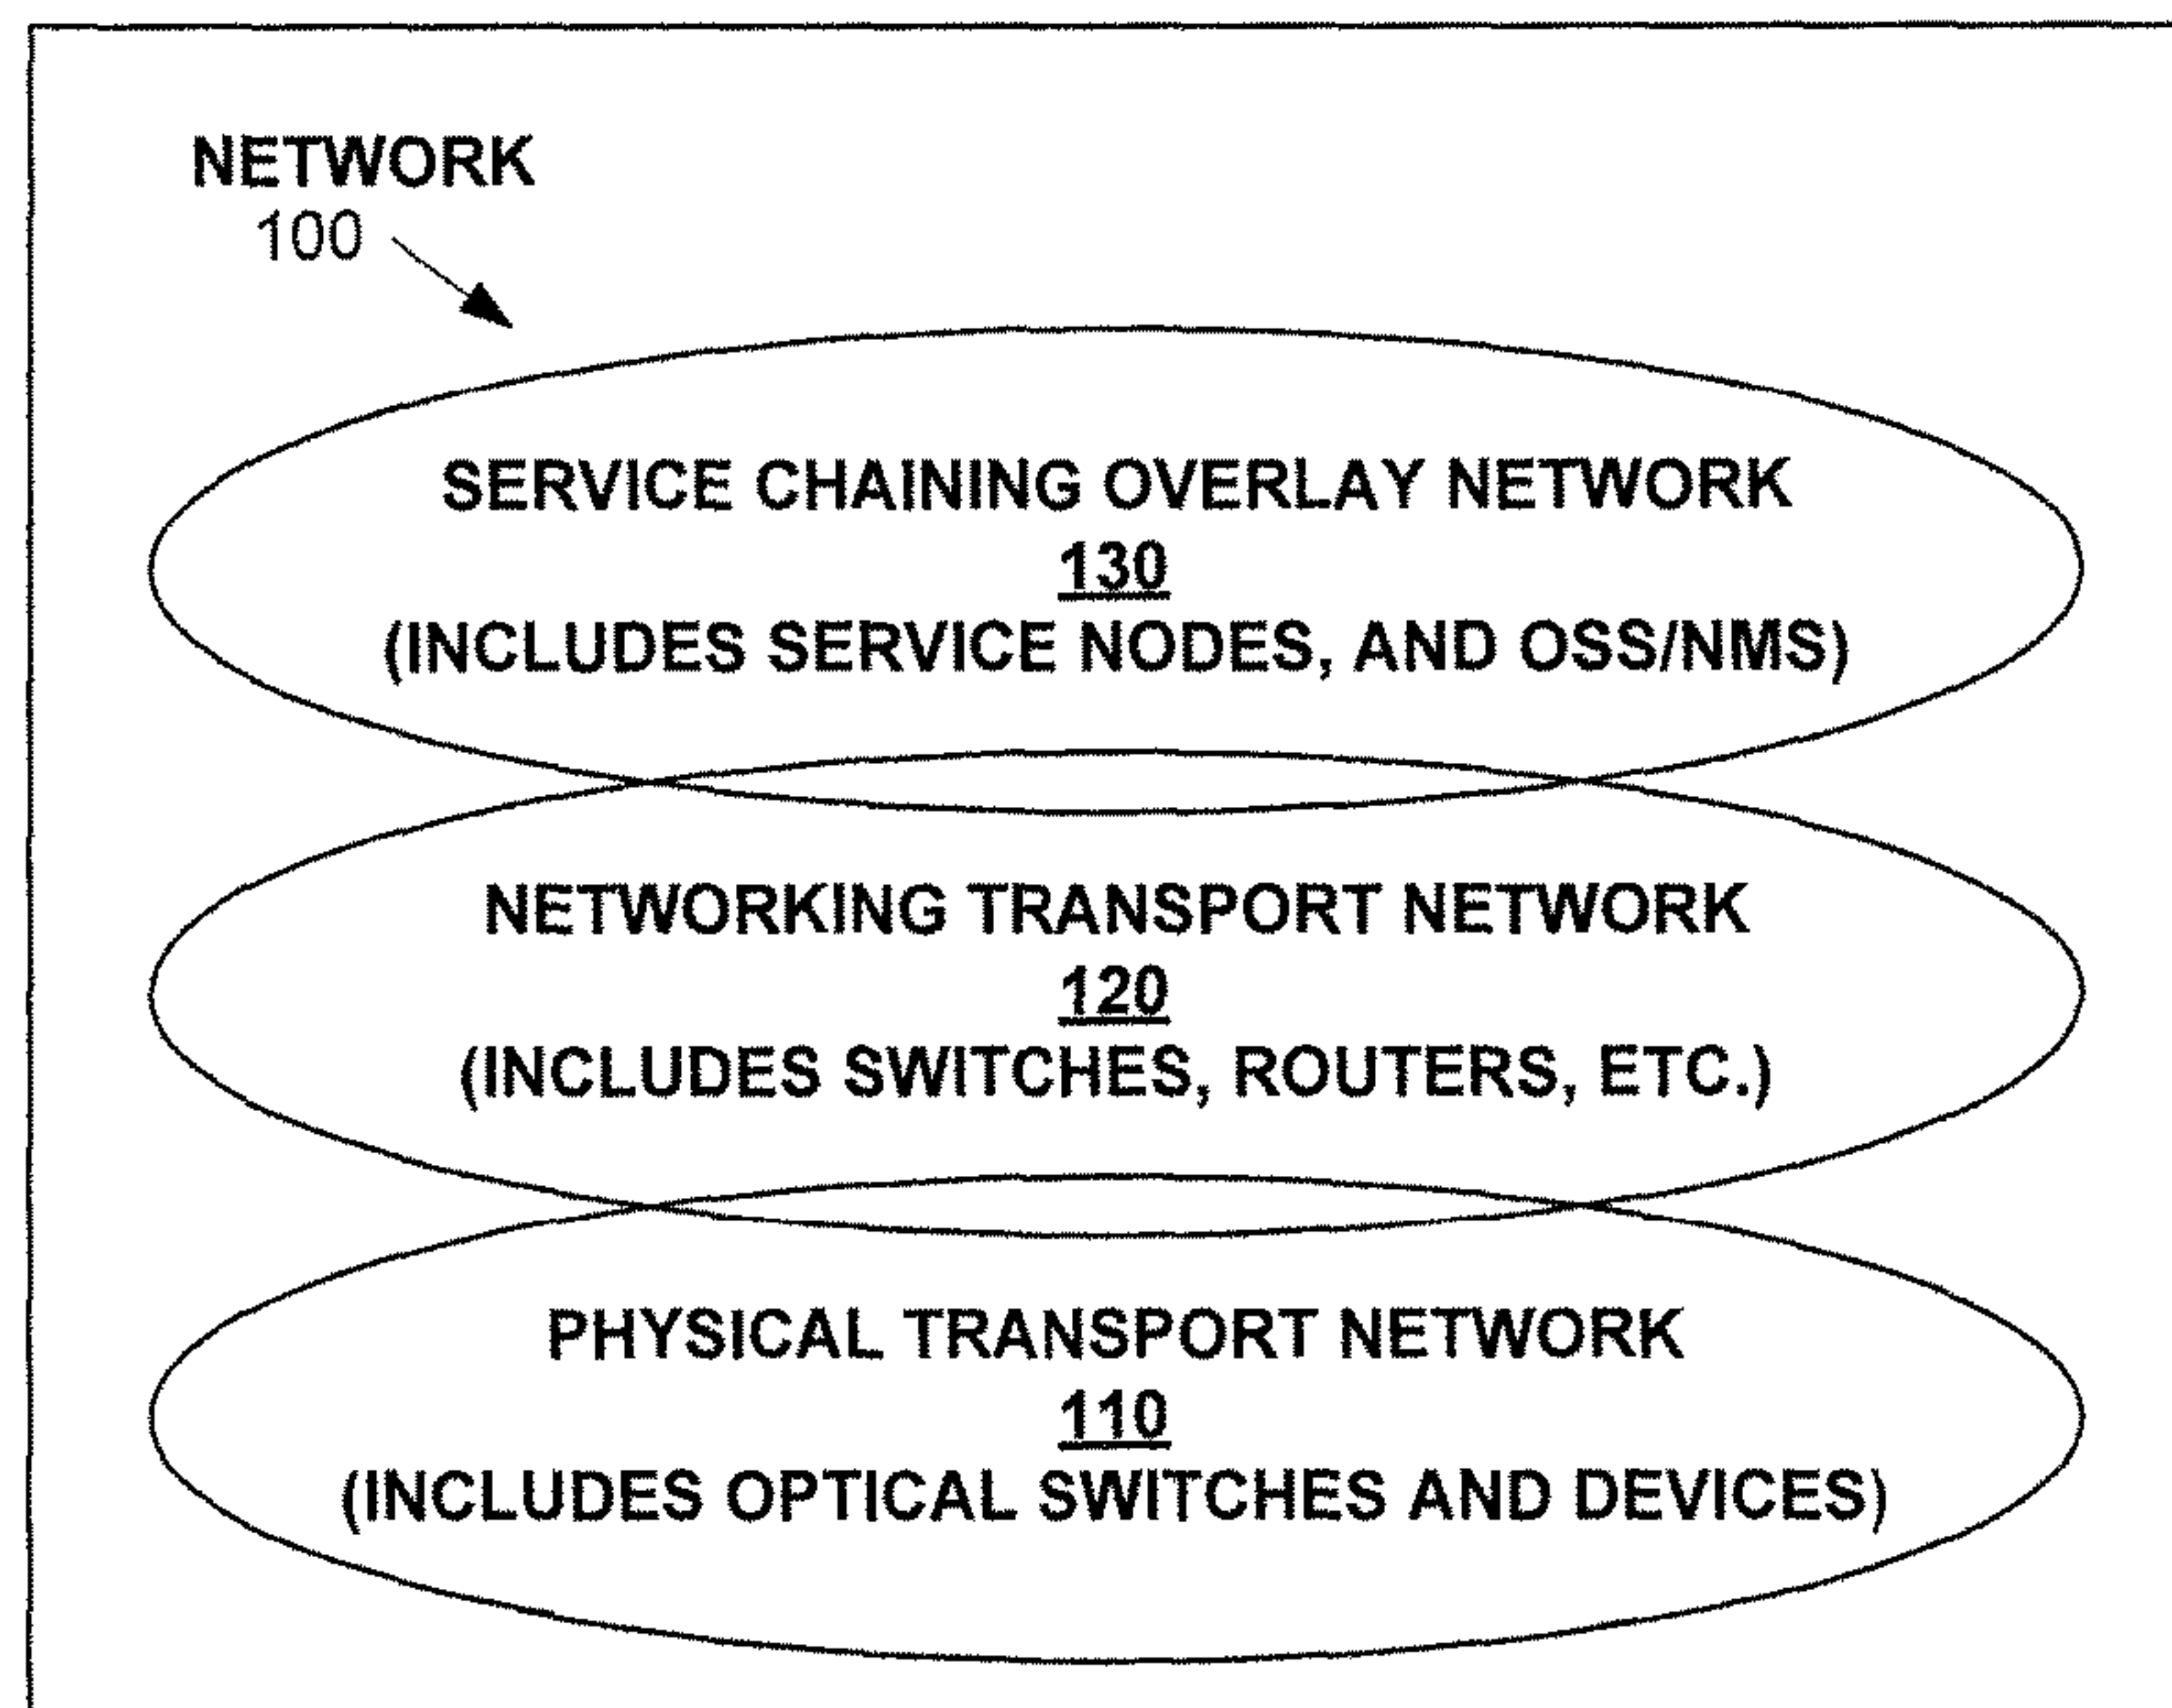 NETWORK
100
SERVICE CHAINING OVERLAY NETWORK
130
(INCLUDES SERVICE NODES, AND OSS/NMS)
NETWORKING TRANSPORT NETWORK
120
(INCLUDES SWITCHES, ROUTERS, ETC.)
PHYSICAL TRANSPORT NETWORK
110
(INCLUDES OPTICAL SWITCHES AND DEVICES)